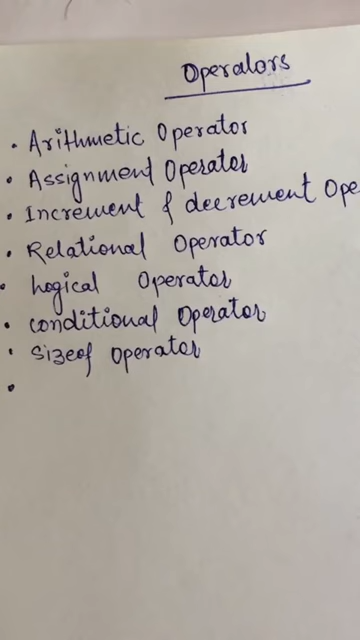 Operators
• Arithmetic Operator
• Assignment Operator
• Increment & decrement Ope
• Relational Operator
• Logical Operator
• Conditional Operator
• Sizeof Operator
•